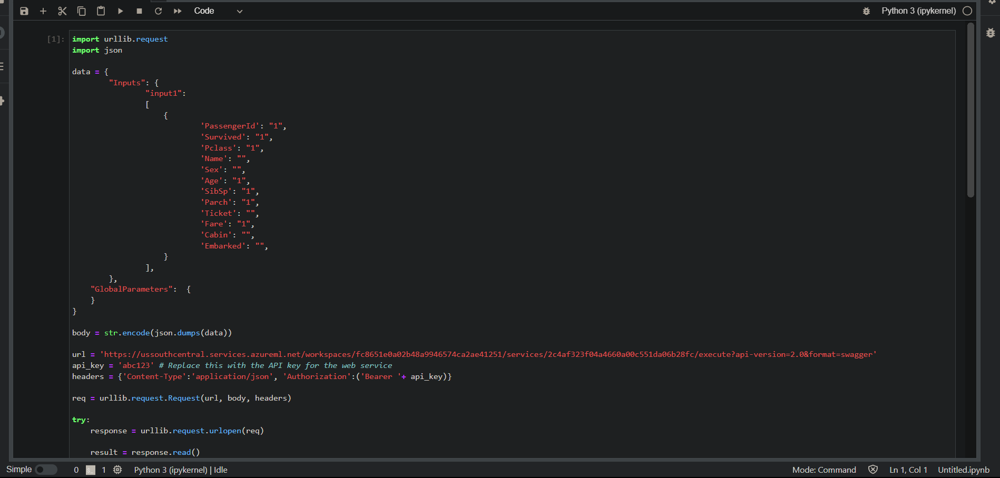 Code
Python 3 (ipykernel)
[1]:
import urllib.request
import json
data = {
"Inputs": {
"input1":
[
{
'PassengerId': "1",
'Survived': "1",
'Pclass': "1",
'Name': "",
'Sex': "",
'Age': "1",
'SibSp': "1",
'Parch': "1",
'Ticket': "",
'Fare': "1",
'Cabin': "",
'Embarked': "",
}
],
},
"GlobalParameters":  {
}
}
body = str.encode(json.dumps(data))
url = 'https://ussouthcentral.services.azureml.net/workspaces/fc8651e0a02b48a9946574ca2ae41251/services/2c4af323f04a4660a00c551da06b28fc/execute?api-version=2.0&format=swagger'
api_key = 'abc123' # Replace this with the API key for the web service
headers = {'Content-Type':'application/json', 'Authorization':('Bearer '+ api_key)}
req = urllib.request.Request(url, body, headers)
try:
response = urllib.request.urlopen(req)
result = response.read()
Simple 0 1 Python 3 (ipykernel) | Idle
Mode: Command Ln 1, Col 1 Untitled.ipynb